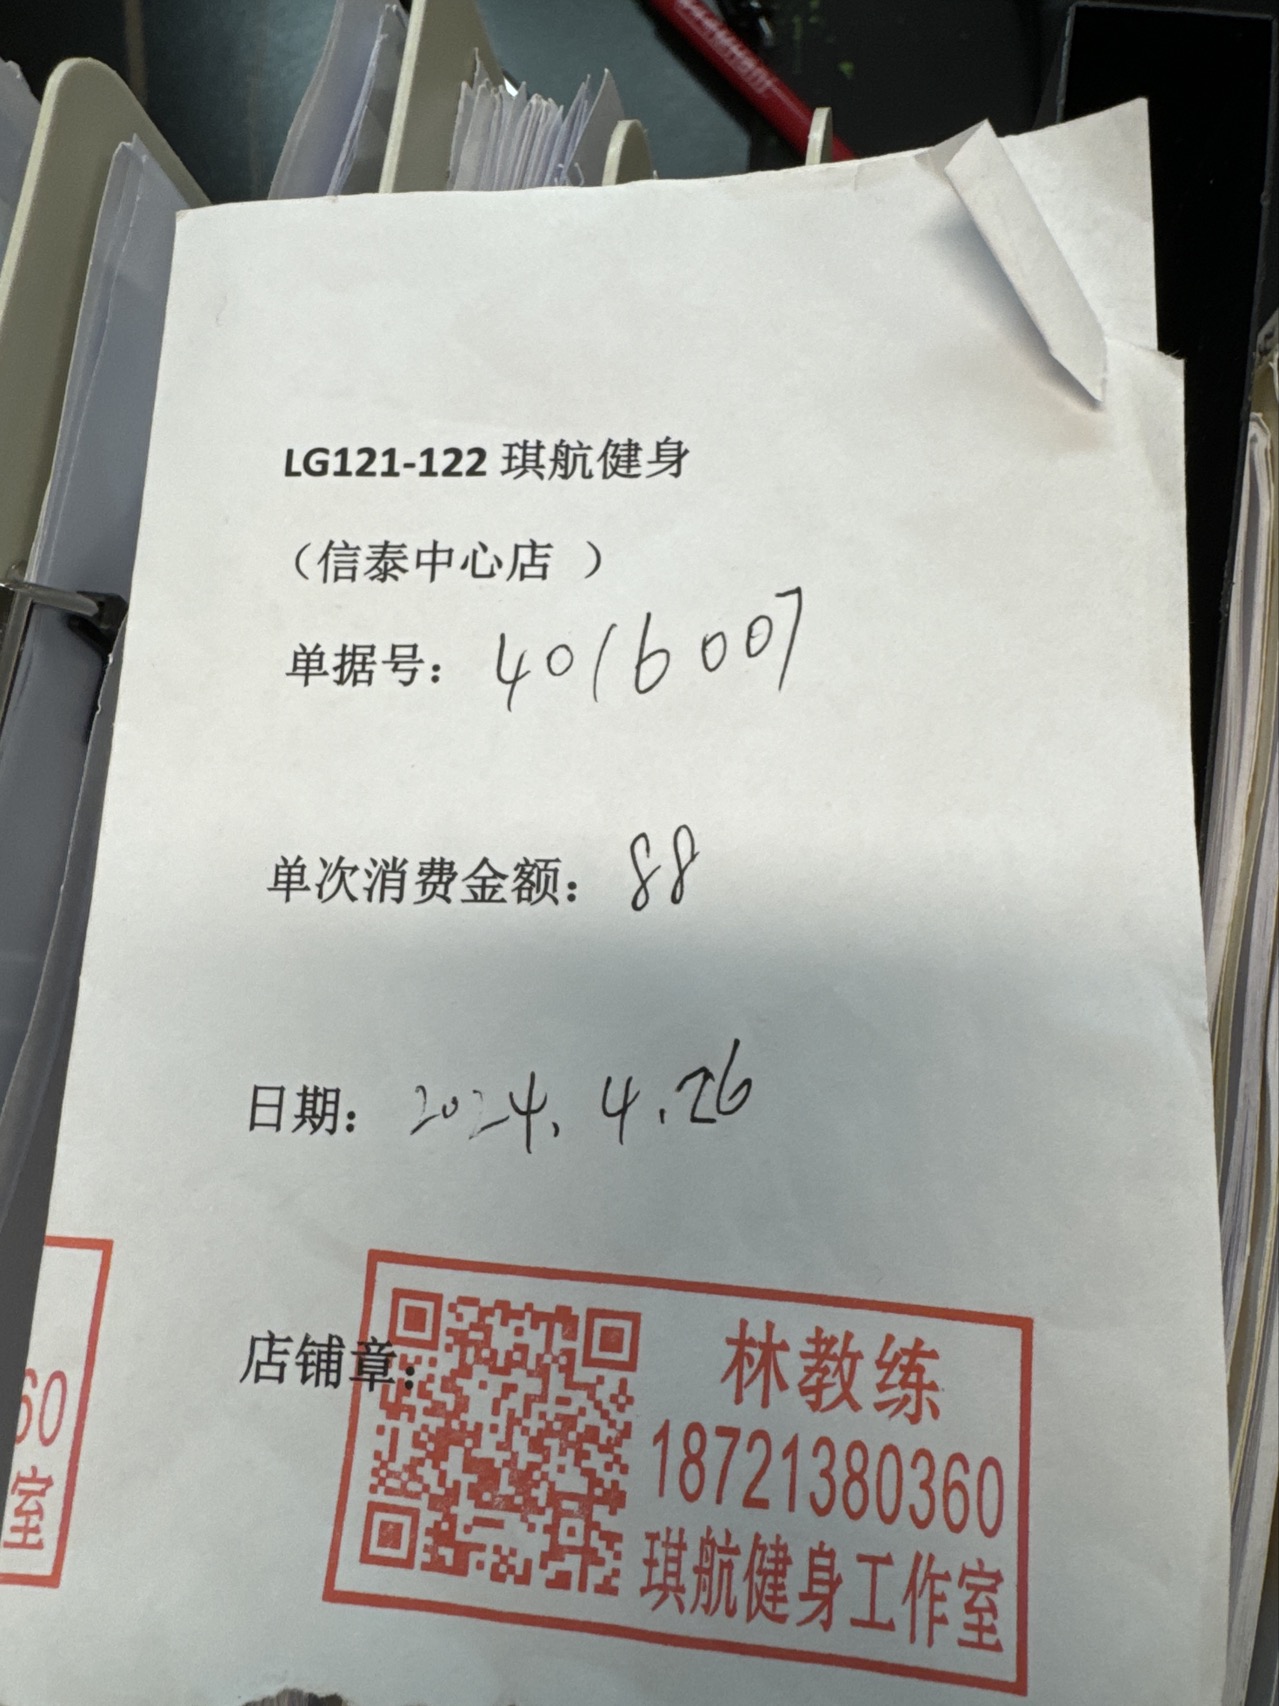 LG121-122 琪航健身
（信泰中心店 ）
单据号： 4016007
单次消费金额： 88
日期： 2024.4.26
店铺章：
林教练
18721380360
琪航健身工作室
60
室